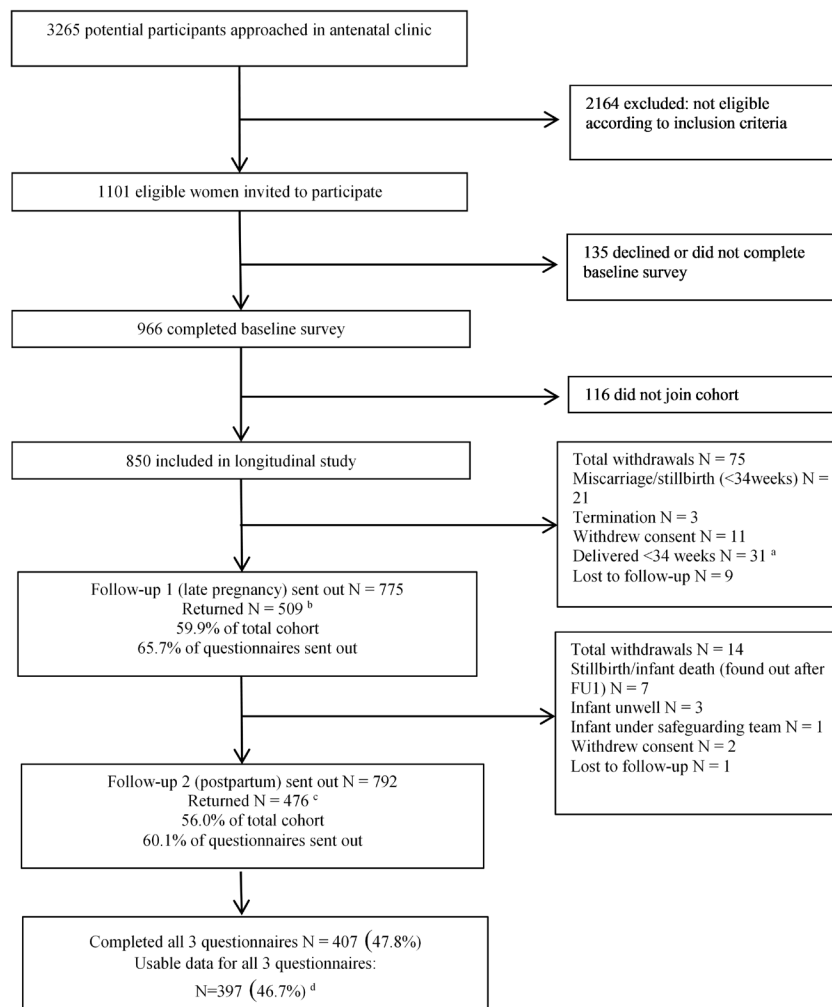 3265 potential participants approached in antenatal clinic
2164 excluded: not eligible
according to inclusion criteria
1101 eligible women invited to participate
135 declined or did not complete
baseline survey
966 completed baseline survey
116 did not join cohort
850 included in longitudinal study
Total withdrawals N = 75
Miscarriage/stillbirth (<34weeks) N =
21
Termination N = 3
Withdrew consent N = 11
Delivered <34 weeks N = 31 a
Lost to follow-up N = 9
Follow-up 1 (late pregnancy) sent out N = 775
Returned N = 509 b
59.9% of total cohort
65.7% of questionnaires sent out
Total withdrawals N = 14
Stillbirth/infant death (found out after
FU1) N = 7
Infant unwell N = 3
Infant under safeguarding team N = 1
Withdrew consent N = 2
Lost to follow-up N = 1
Follow-up 2 (postpartum) sent out N = 792
Returned N = 476 c
56.0% of total cohort
60.1% of questionnaires sent out
Completed all 3 questionnaires N = 407 (47.8%)
Usable data for all 3 questionnaires:
N=397 (46.7%) d